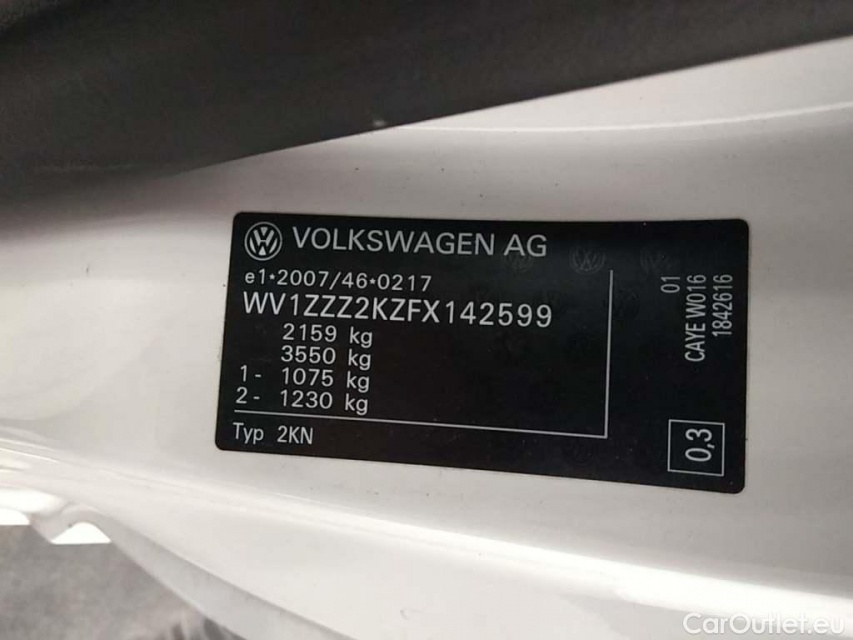 VOLKSWAGEN AG
e1*2007/46*0217
WV1ZZZ2KZFX142599
2159 kg
3550 kg
1- 1075 kg
2- 1230 kg
Typ 2KN
01
CAYE W016
1842616
0,3
CarOutlet.eu